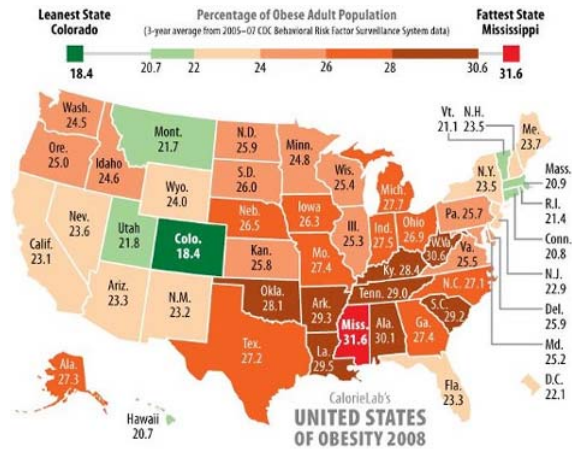 Leanest State
Colorado
18.4
Percentage of Obese Adult Population
(3-year average from 2005–07 CDC Behavioral Risk Factor Surveillance System data)
20.7 22 24 26 28 30.6
Fattest State
Mississippi
31.6
Wash.
24.5
Ore.
25.0
Idaho
24.6
Mont.
21.7
N.D.
25.9
Minn.
24.8
S.D.
26.0
Wis.
25.4
Mich.
27.7
Wyo.
24.0
Neb.
26.5
Iowa
26.3
Nev.
23.6
Utah
21.8
Colo.
18.4
Kan.
25.8
Mo.
27.4
Ill.
25.3
Ind.
27.5
Ohio
26.9
Calif.
23.1
Ariz.
23.3
N.M.
23.2
Okla.
28.1
Ark.
29.3
Tex.
27.2
La.
29.5
Miss.
31.6
Ala.
30.1
Ga.
27.4
Fla.
23.3
Ky. 28.4
Tenn. 29.0
W.Va.
30.6
Va.
25.5
N.C. 27.1
S.C.
29.2
Pa. 25.7
N.Y.
23.5
Vt.
21.1
N.H.
23.5
Me.
23.7
Mass.
20.9
R.I.
21.4
Conn.
20.8
N.J.
22.9
Del.
25.9
Md.
25.2
D.C.
22.1
Ala.
27.3
Hawaii
20.7
CalorieLab's
UNITED STATES
OF OBESITY 2008